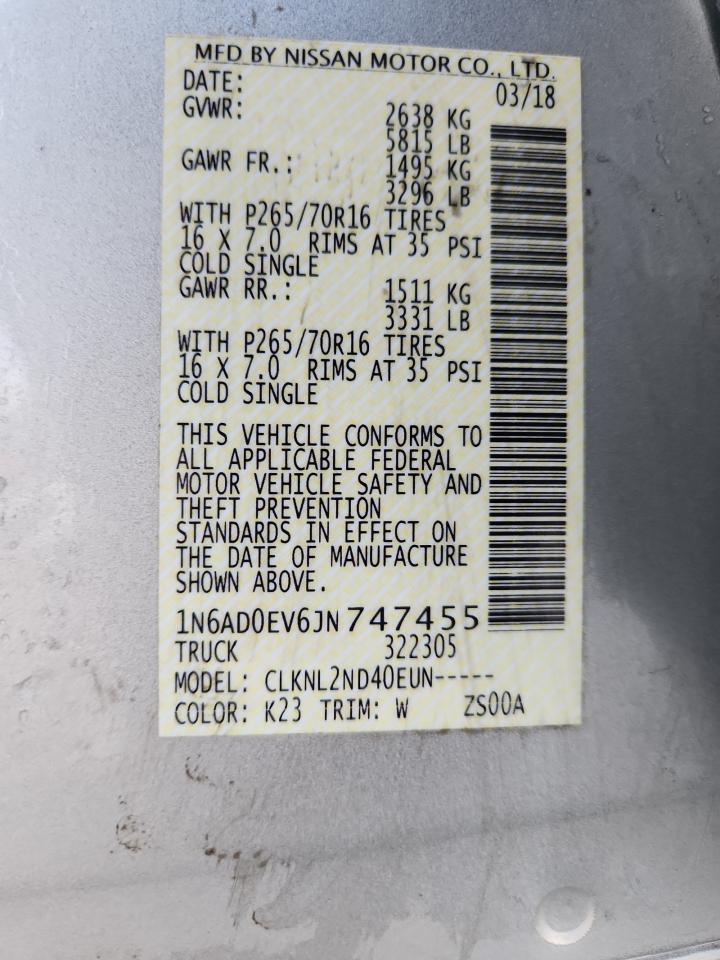 MFD BY NISSAN MOTOR CO., LTD.
DATE: 03/18
GVWR: 2638 KG
5815 LB
GAWR FR.: 1495 KG
3296 LB
WITH P265/70R16 TIRES
16 X 7.0 RIMS AT 35 PSI
COLD SINGLE
GAWR RR.: 1511 KG
3331 LB
WITH P265/70R16 TIRES
16 X 7.0 RIMS AT 35 PSI
COLD SINGLE
THIS VEHICLE CONFORMS TO
ALL APPLICABLE FEDERAL
MOTOR VEHICLE SAFETY AND
THEFT PREVENTION
STANDARDS IN EFFECT ON
THE DATE OF MANUFACTURE
SHOWN ABOVE.
1N6AD0EV6JN747455
TRUCK 322305
MODEL: CLKNL2ND40EUN-----
COLOR: K23 TRIM: W ZS00A